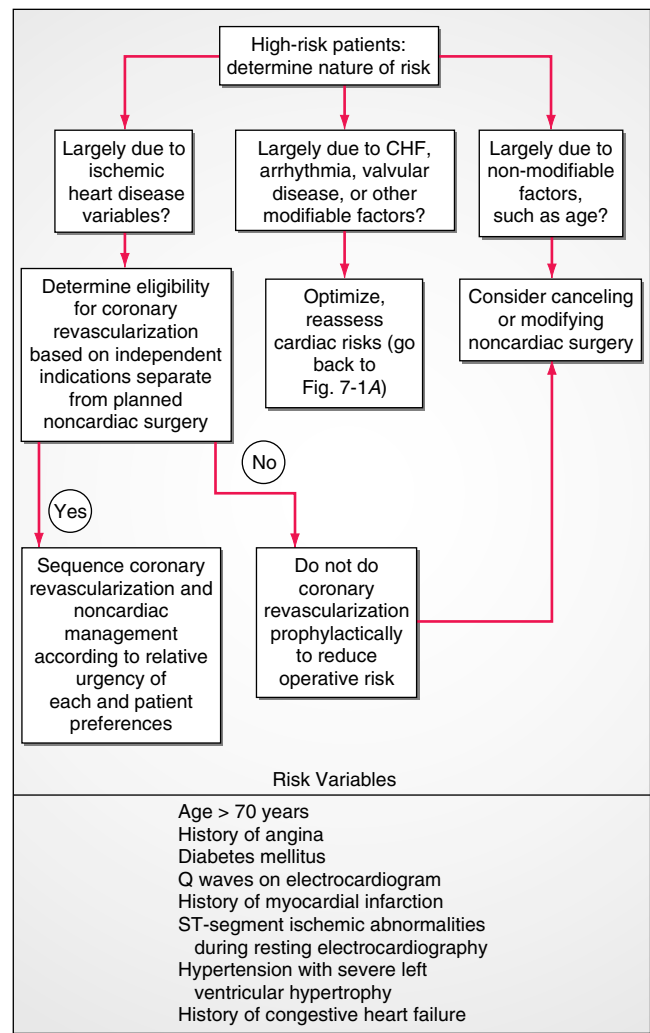 High-risk patients:
determine nature of risk
Largely due to
ischemic
heart disease
variables?
Largely due to CHF,
arrhythmia, valvular
disease, or other
modifiable factors?
Largely due to
non-modifiable
factors,
such as age?
Determine eligibility
for coronary
revascularization
based on independent
indications separate
from planned
noncardiac surgery
Optimize,
reassess
cardiac risks (go
back to
Fig. 7-1A)
Consider canceling
or modifying
noncardiac surgery
No
Yes
Sequence coronary
revascularization and
noncardiac
management
according to relative
urgency of
each and patient
preferences
Do not do
coronary
revascularization
prophylactically
to reduce
operative risk
Risk Variables
Age > 70 years
History of angina
Diabetes mellitus
Q waves on electrocardiogram
History of myocardial infarction
ST-segment ischemic abnormalities
during resting electrocardiography
Hypertension with severe left
ventricular hypertrophy
History of congestive heart failure